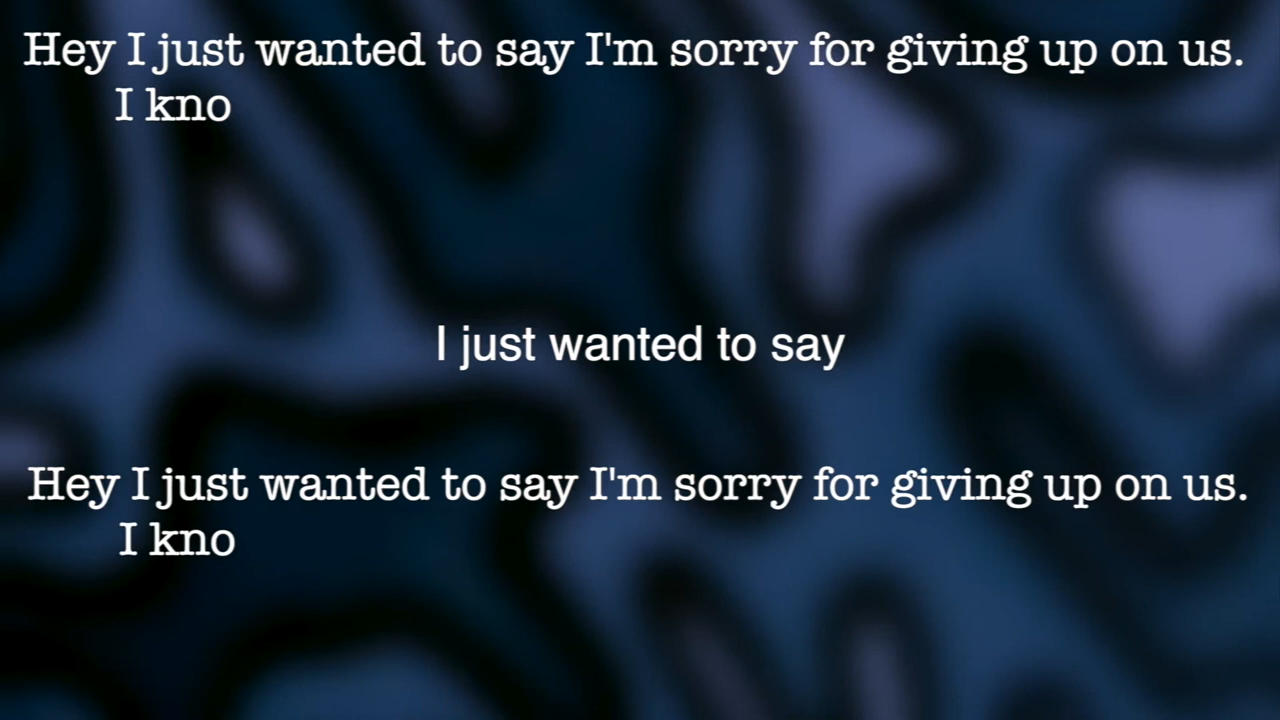 Hey I just wanted to say I'm sorry for giving up on us.
I kno
I just wanted to say
Hey I just wanted to say I'm sorry for giving up on us.
I kno